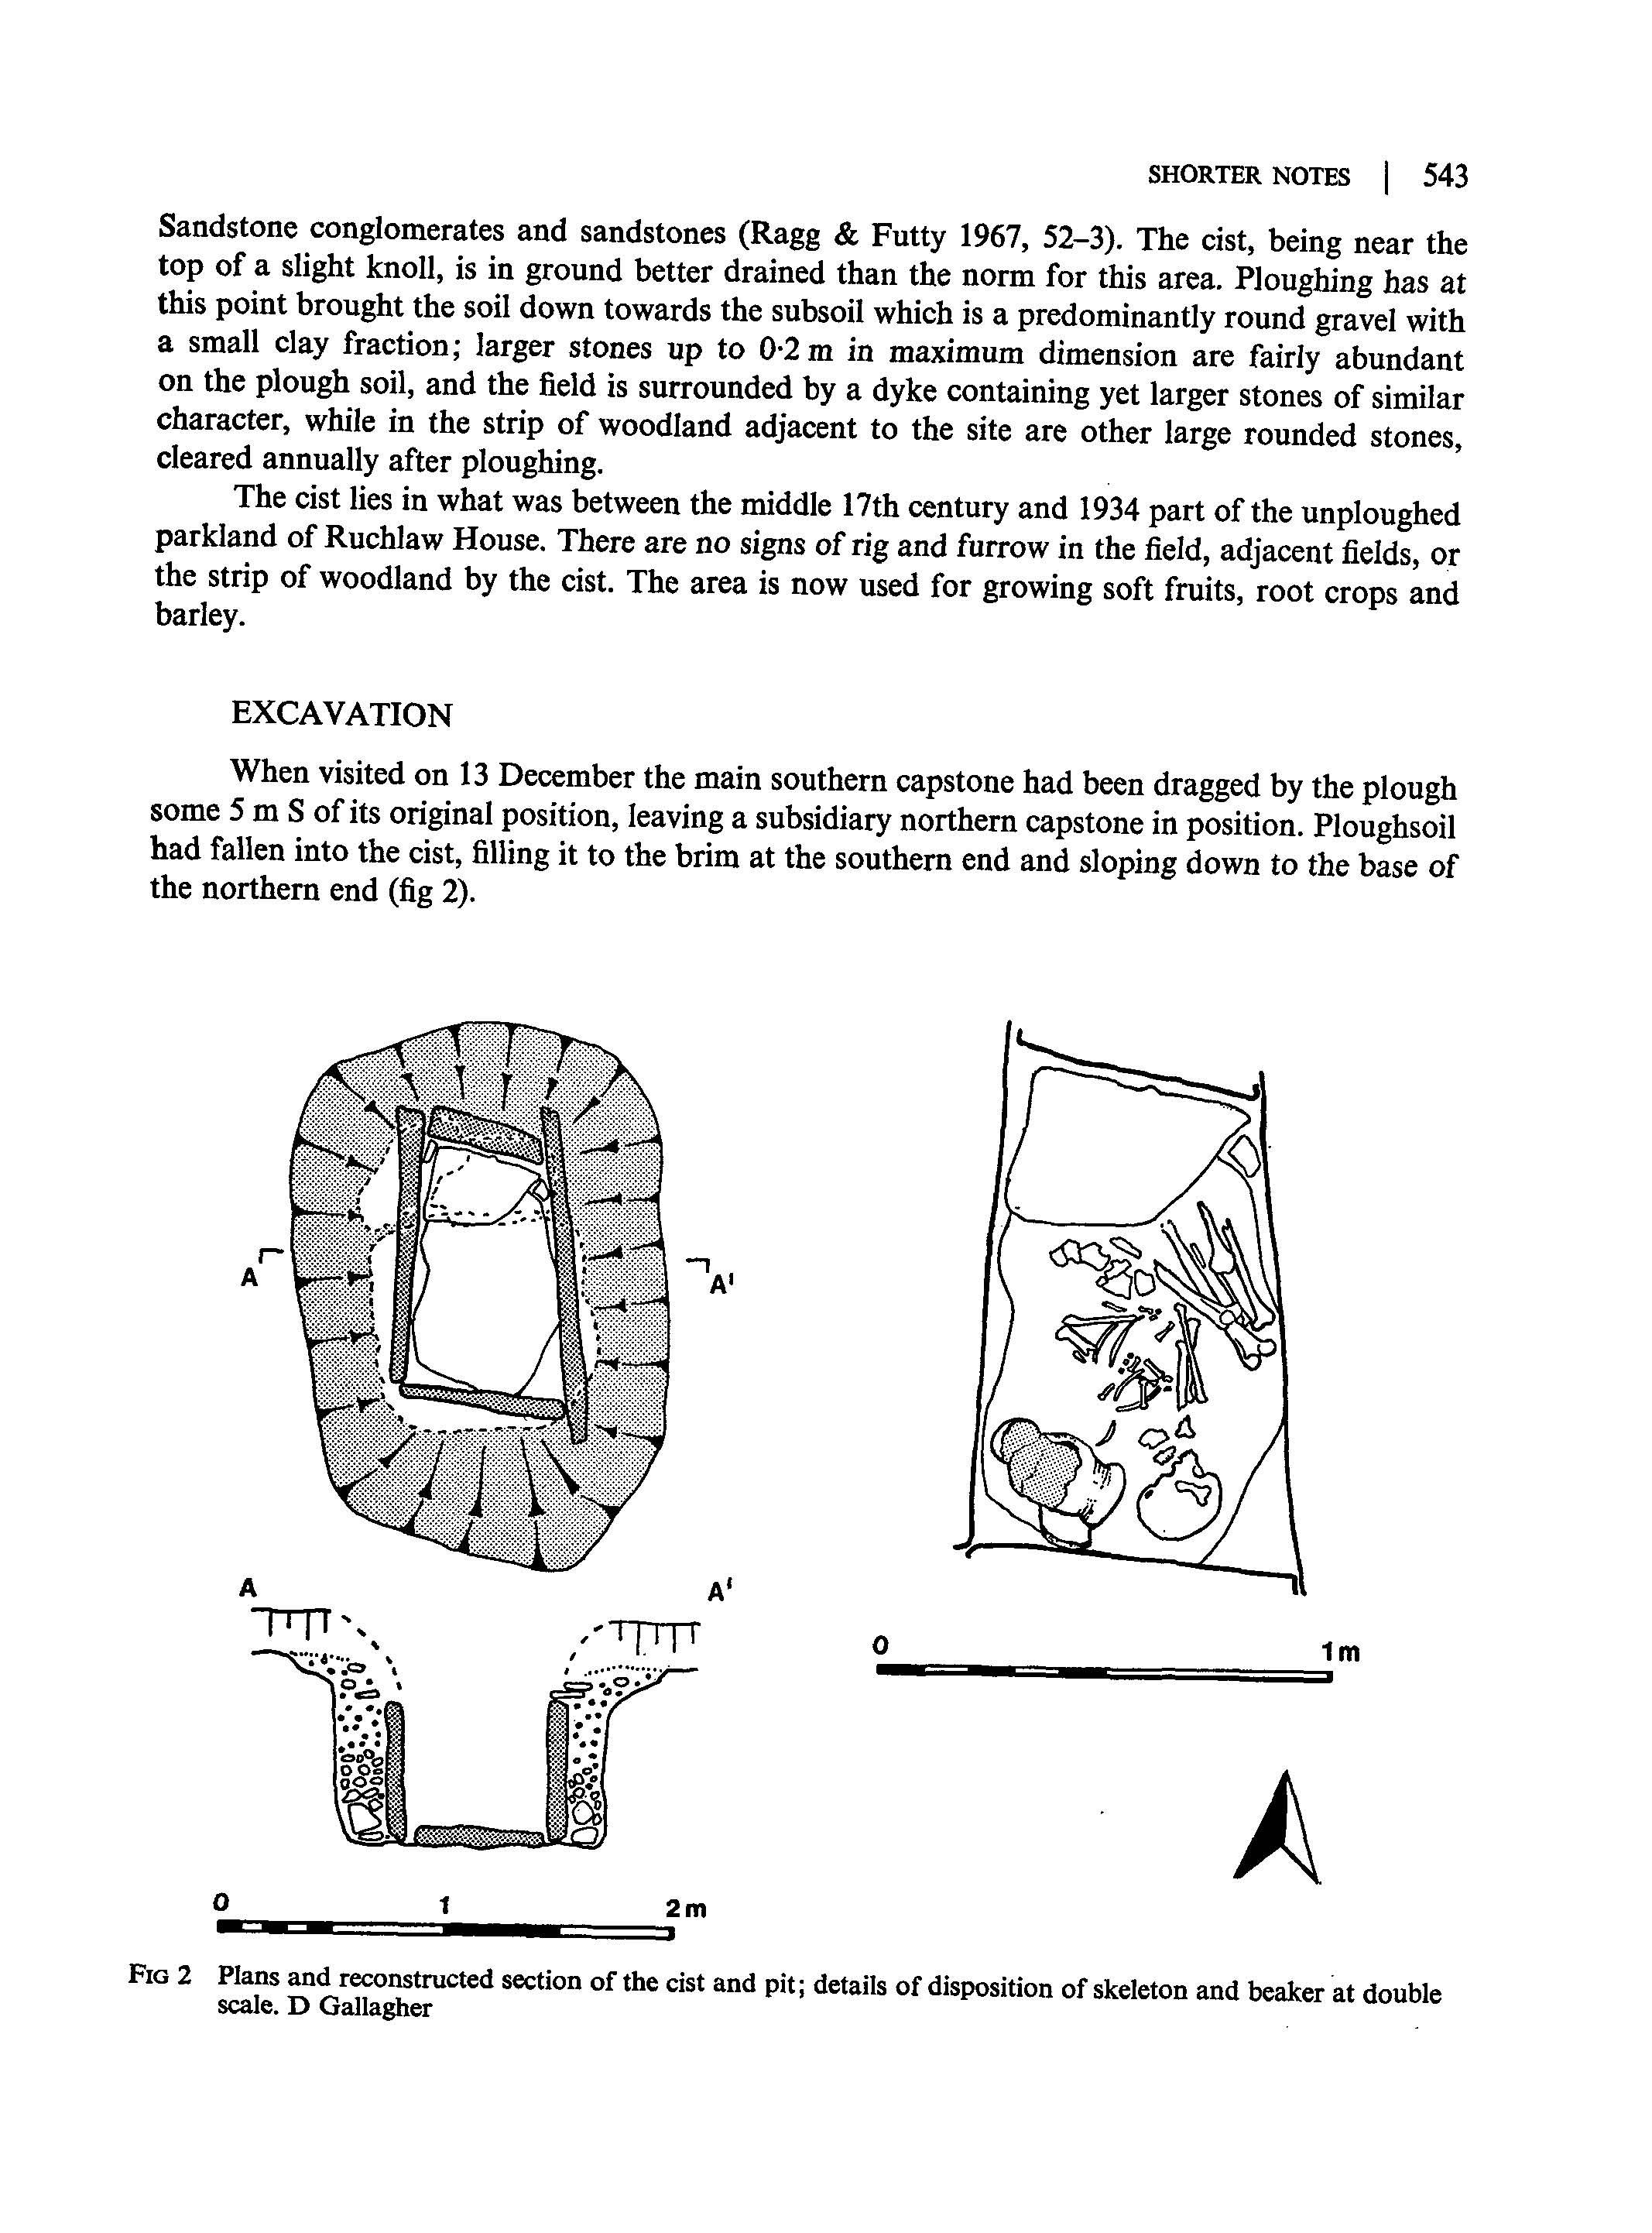 SHORTER NOTES | 543
Sandstone conglomerates and sandstones (Ragg & Futty 1967, 52–3). The cist, being near the
top of a slight knoll, is in ground better drained than the norm for this area. Ploughing has at
this point brought the soil down towards the subsoil which is a predominantly round gravel with
a small clay fraction; larger stones up to 0·2 m in maximum dimension are fairly abundant
on the plough soil, and the field is surrounded by a dyke containing yet larger stones of similar
character, while in the strip of woodland adjacent to the site are other large rounded stones,
cleared annually after ploughing.
The cist lies in what was between the middle 17th century and 1934 part of the unploughed
parkland of Ruchlaw House. There are no signs of rig and furrow in the field, adjacent fields, or
the strip of woodland by the cist. The area is now used for growing soft fruits, root crops and
barley.
EXCAVATION
When visited on 13 December the main southern capstone had been dragged by the plough
some 5 m S of its original position, leaving a subsidiary northern capstone in position. Ploughsoil
had fallen into the cist, filling it to the brim at the southern end and sloping down to the base of
the northern end (fig 2).
A A'
A A'
0 1m
0 1 2m
FIG 2 Plans and reconstructed section of the cist and pit; details of disposition of skeleton and beaker at double
scale. D Gallagher